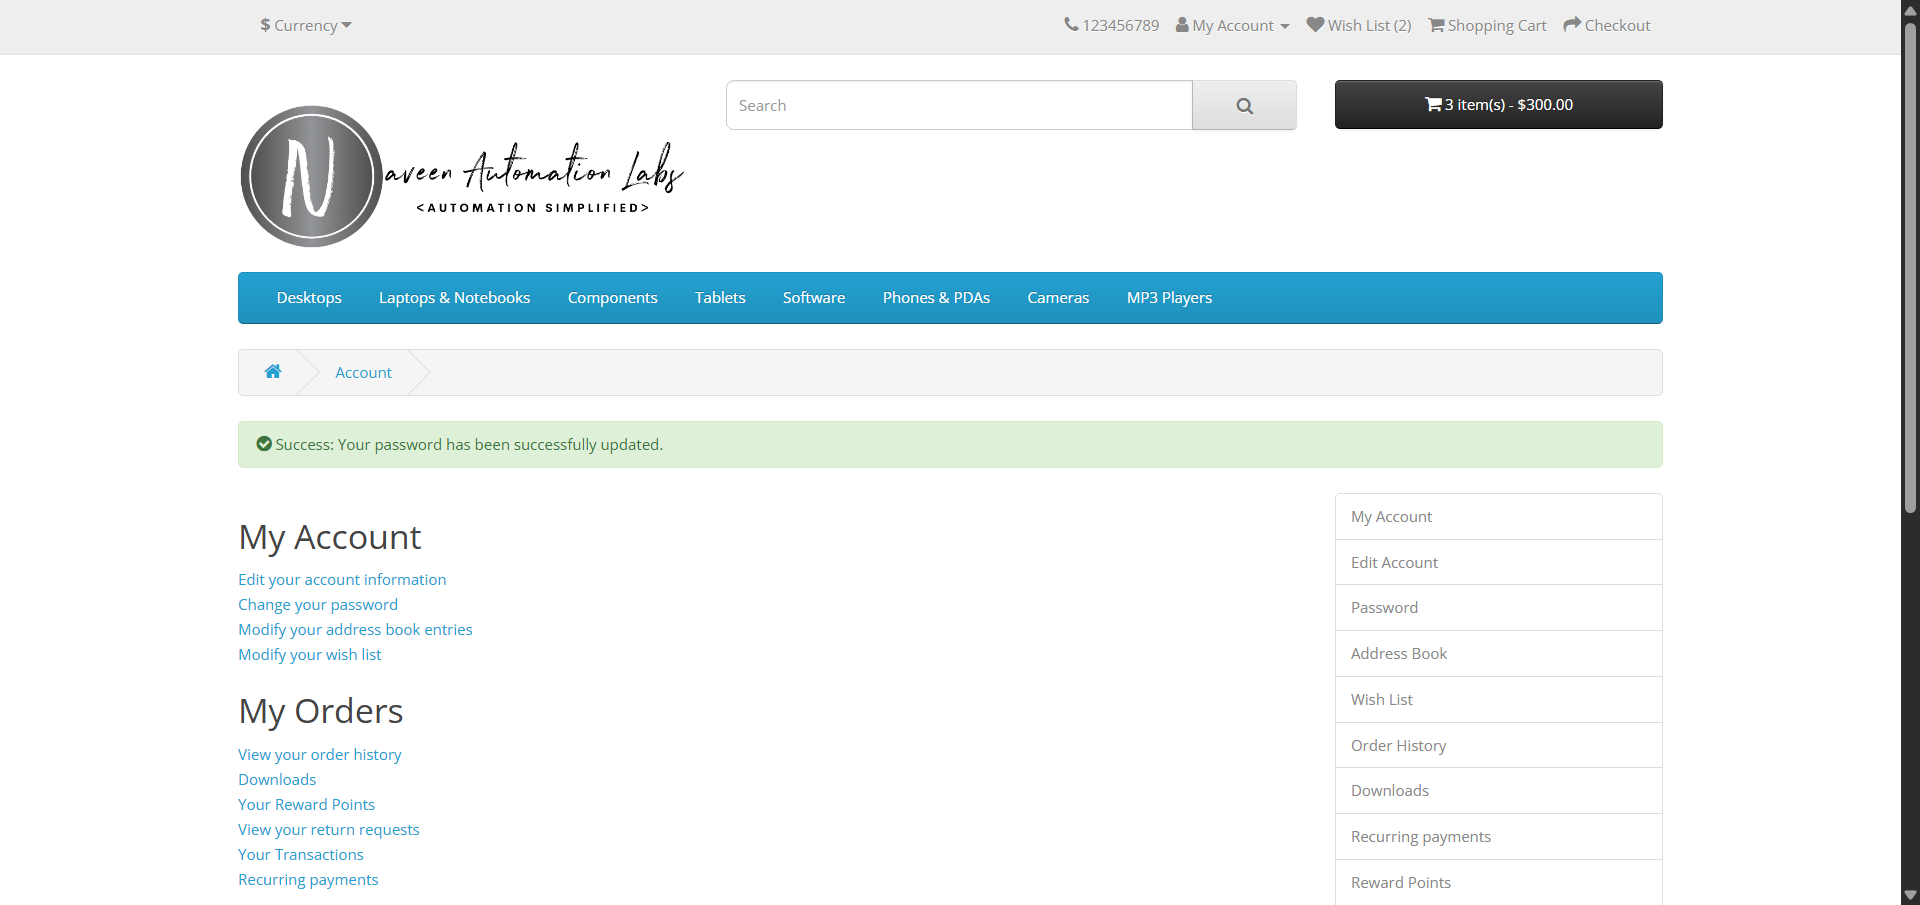 $ Currency
123456789 My Account Wish List (2) Shopping Cart Checkout
Search
3 item(s) - $300.00
N aveen Automation Labs
<AUTOMATION SIMPLIFIED>
Desktops Laptops & Notebooks Components Tablets Software Phones & PDAs Cameras MP3 Players
Account
Success: Your password has been successfully updated.
My Account
Edit your account information
Change your password
Modify your address book entries
Modify your wish list
My Orders
View your order history
Downloads
Your Reward Points
View your return requests
Your Transactions
Recurring payments
My Account
Edit Account
Password
Address Book
Wish List
Order History
Downloads
Recurring payments
Reward Points